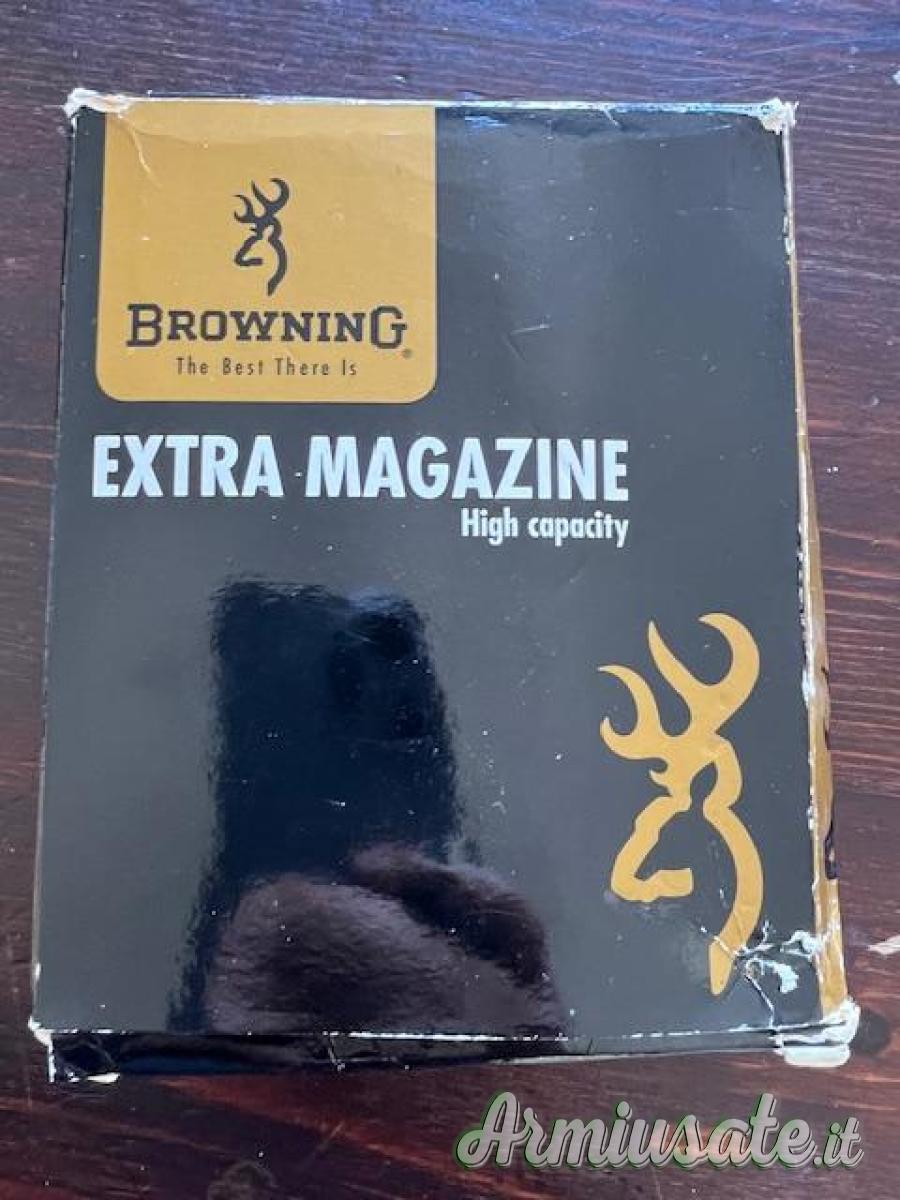 BROWNING®
The Best There Is
EXTRA MAGAZINE
High capacity
Armiusate.it